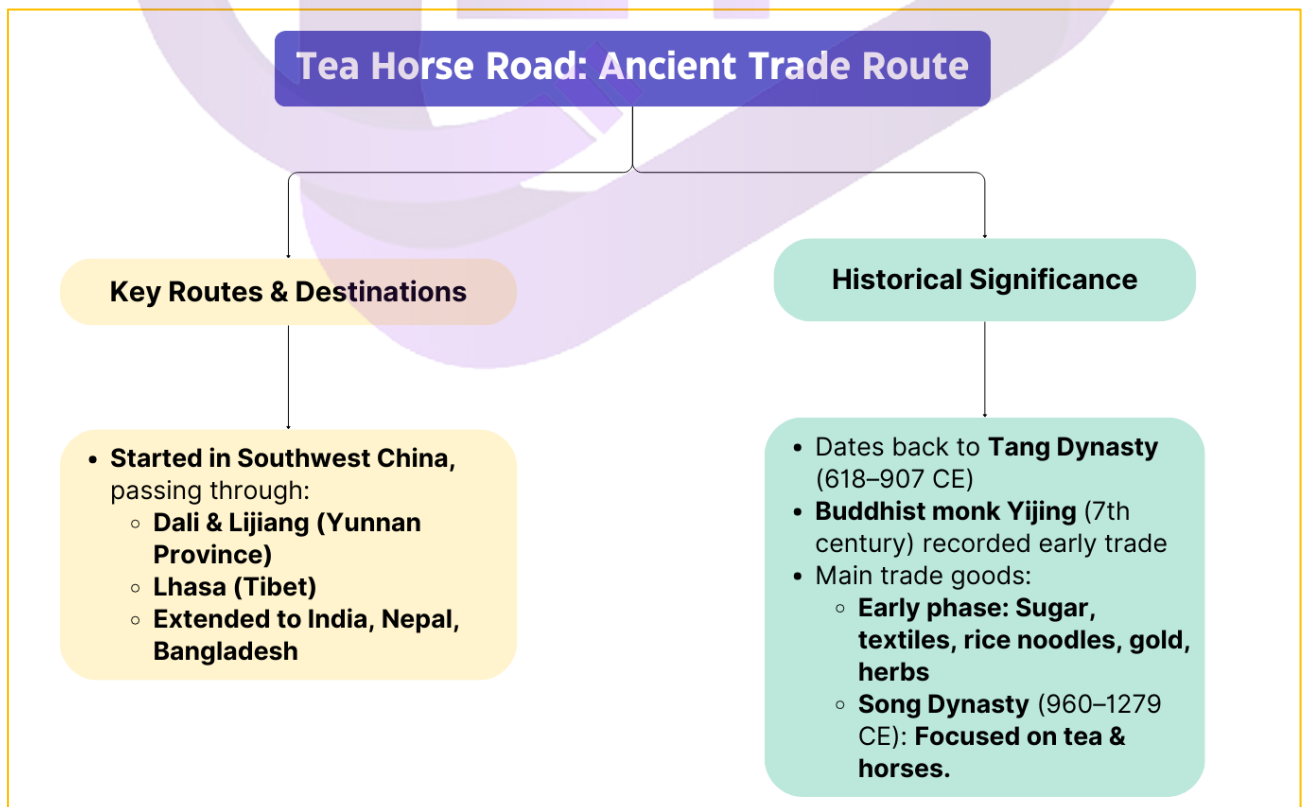 Tea Horse Road: Ancient Trade Route
Key Routes & Destinations
• Started in Southwest China,
passing through:
◦ Dali & Lijiang (Yunnan
Province)
◦ Lhasa (Tibet)
◦ Extended to India, Nepal,
Bangladesh
Historical Significance
• Dates back to Tang Dynasty
(618–907 CE)
• Buddhist monk Yijing (7th
century) recorded early trade
• Main trade goods:
◦ Early phase: Sugar,
textiles, rice noodles, gold,
herbs
◦ Song Dynasty (960–1279
CE): Focused on tea &
horses.